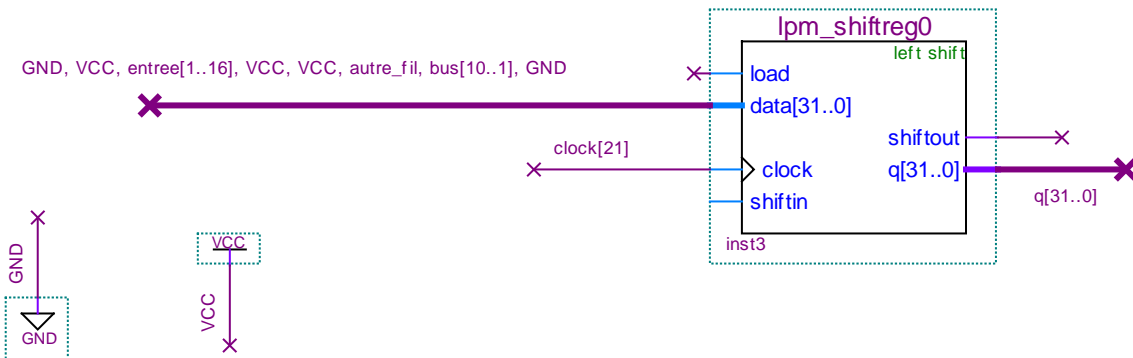 lpm_shiftreg0
left shift
GND, VCC, entree[1..16], VCC, VCC, autre_fil, bus[10..1], GND
load
data[31..0]
shiftout
clock[21]
clock
q[31..0]
shiftin
q[31..0]
inst3
GND
VCC
VCC
GND